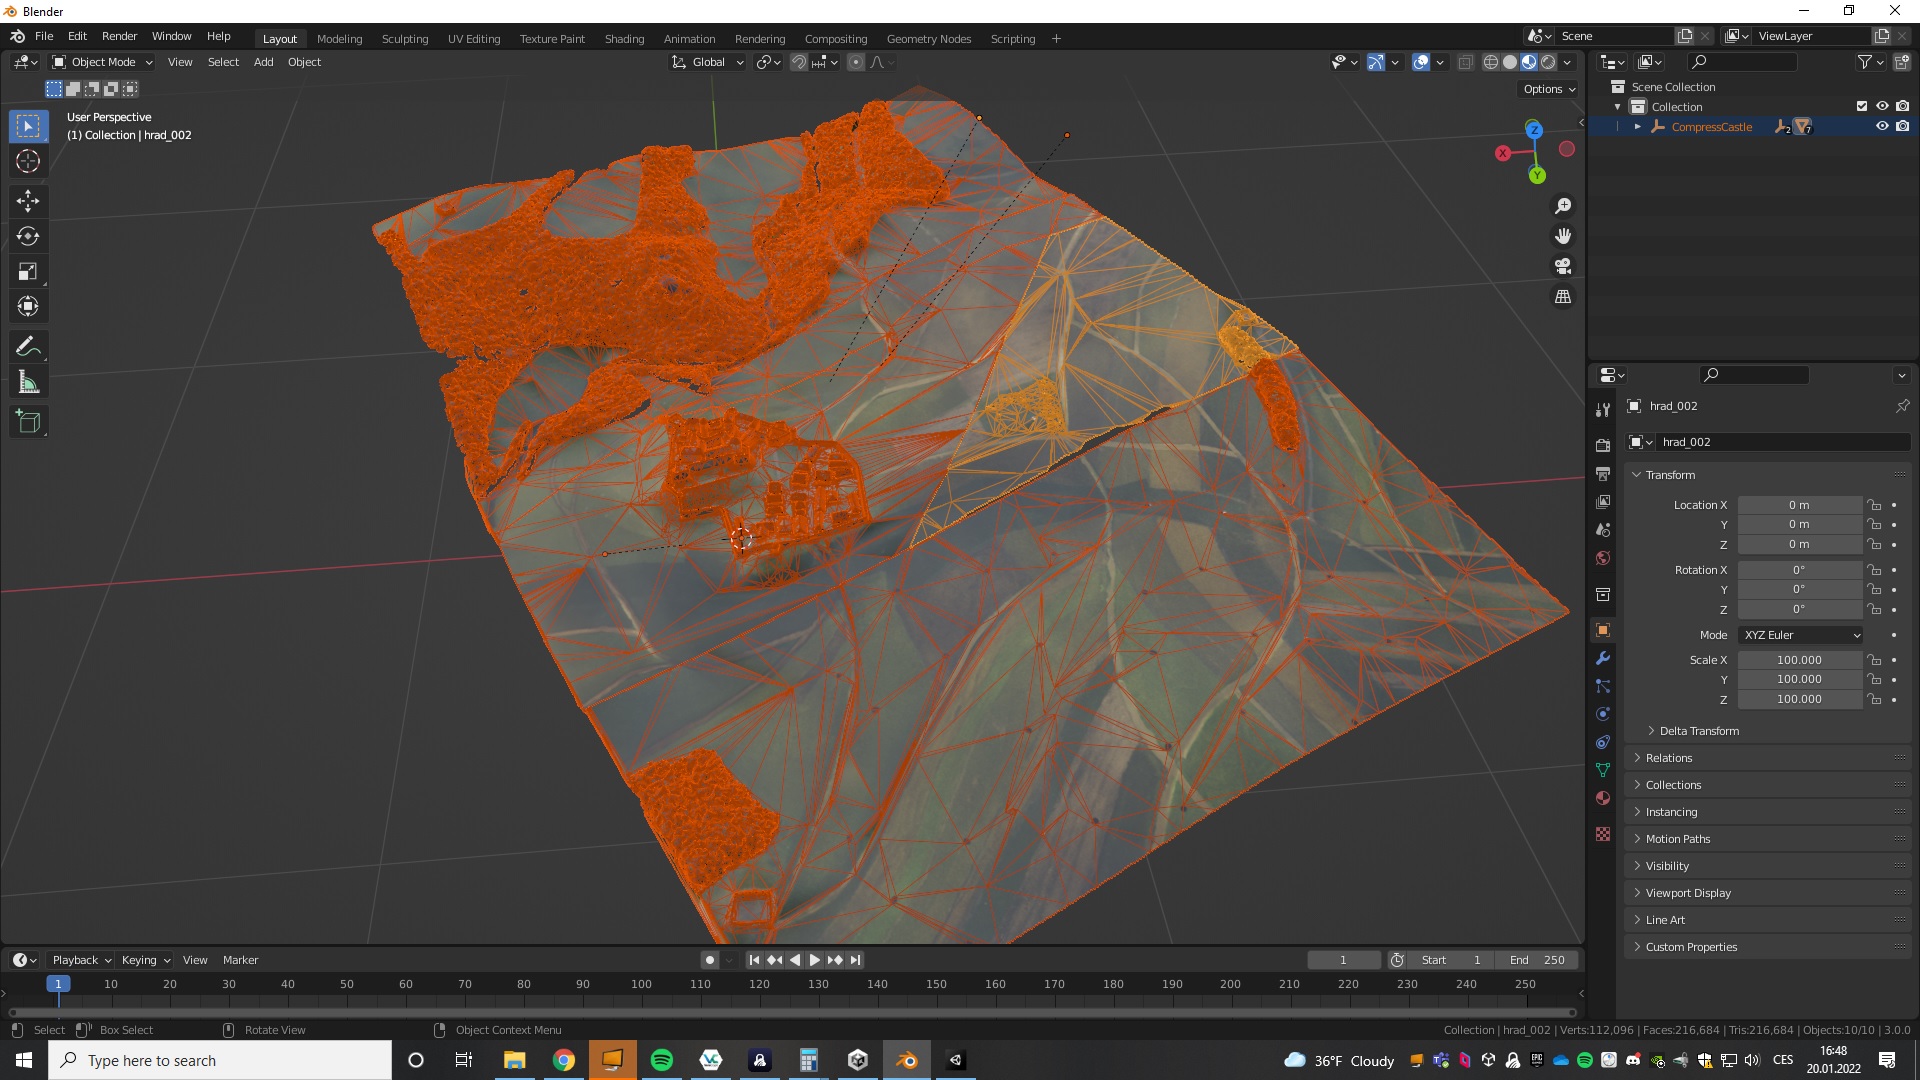 Blender
File Edit Render Window Help Layout Modeling Sculpting UV Editing Texture Paint Shading Animation Rendering Compositing Geometry Nodes Scripting + Scene ViewLayer
Object Mode View Select Add Object Global
Options
User Perspective
(1) Collection | hrad_002
Z
X
Y
Scene Collection
Collection
CompressCastle 2 7
hrad_002
hrad_002
Transform
Location X 0 m
Y 0 m
Z 0 m
Rotation X 0°
Y 0°
Z 0°
Mode XYZ Euler
Scale X 100.000
Y 100.000
Z 100.000
Delta Transform
Relations
Collections
Instancing
Motion Paths
Visibility
Viewport Display
Line Art
Custom Properties
Playback Keying View Marker 1 Start 1 End 250
1 10 20 30 40 50 60 70 80 90 100 110 120 130 140 150 160 170 180 190 200 210 220 230 240 250
Select Box Select Rotate View Object Context Menu Collection | hrad_002 | Verts:112,096 | Faces:216,684 | Tris:216,684 | Objects:10/10 | 3.0.0
Type here to search 36°F Cloudy CES 16:48
20.01.2022